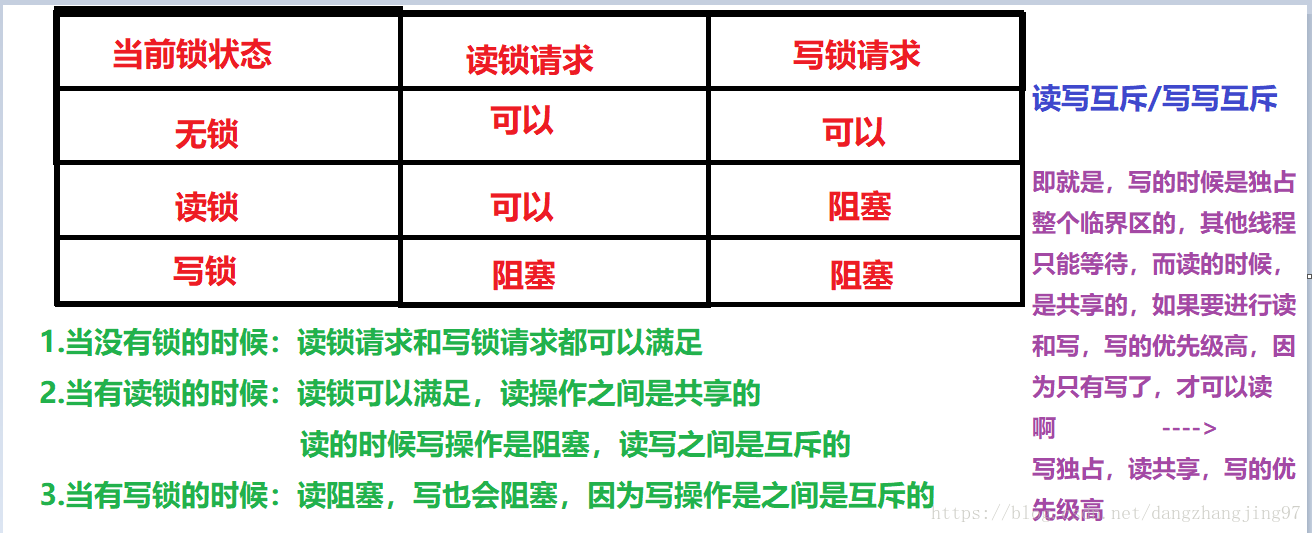 当前锁状态 读锁请求 写锁请求
无锁 可以 可以
读锁 可以 阻塞
写锁 阻塞 阻塞
1.当没有锁的时候：读锁请求和写锁请求都可以满足
2.当有读锁的时候：读锁可以满足，读操作之间是共享的
读的时候写操作是阻塞，读写之间是互斥的
3.当有写锁的时候：读阻塞，写也会阻塞，因为写操作是之间是互斥的
读写互斥/写写互斥
即就是，写的时候是独占
整个临界区的，其他线程
只能等待，而读的时候，
是共享的，如果要进行读
和写，写的优先级高，因
为只有写了，才可以读
啊 ---->
写独占，读共享，写的优
先级高
https://blog.csdn.net/dangzhangjing97